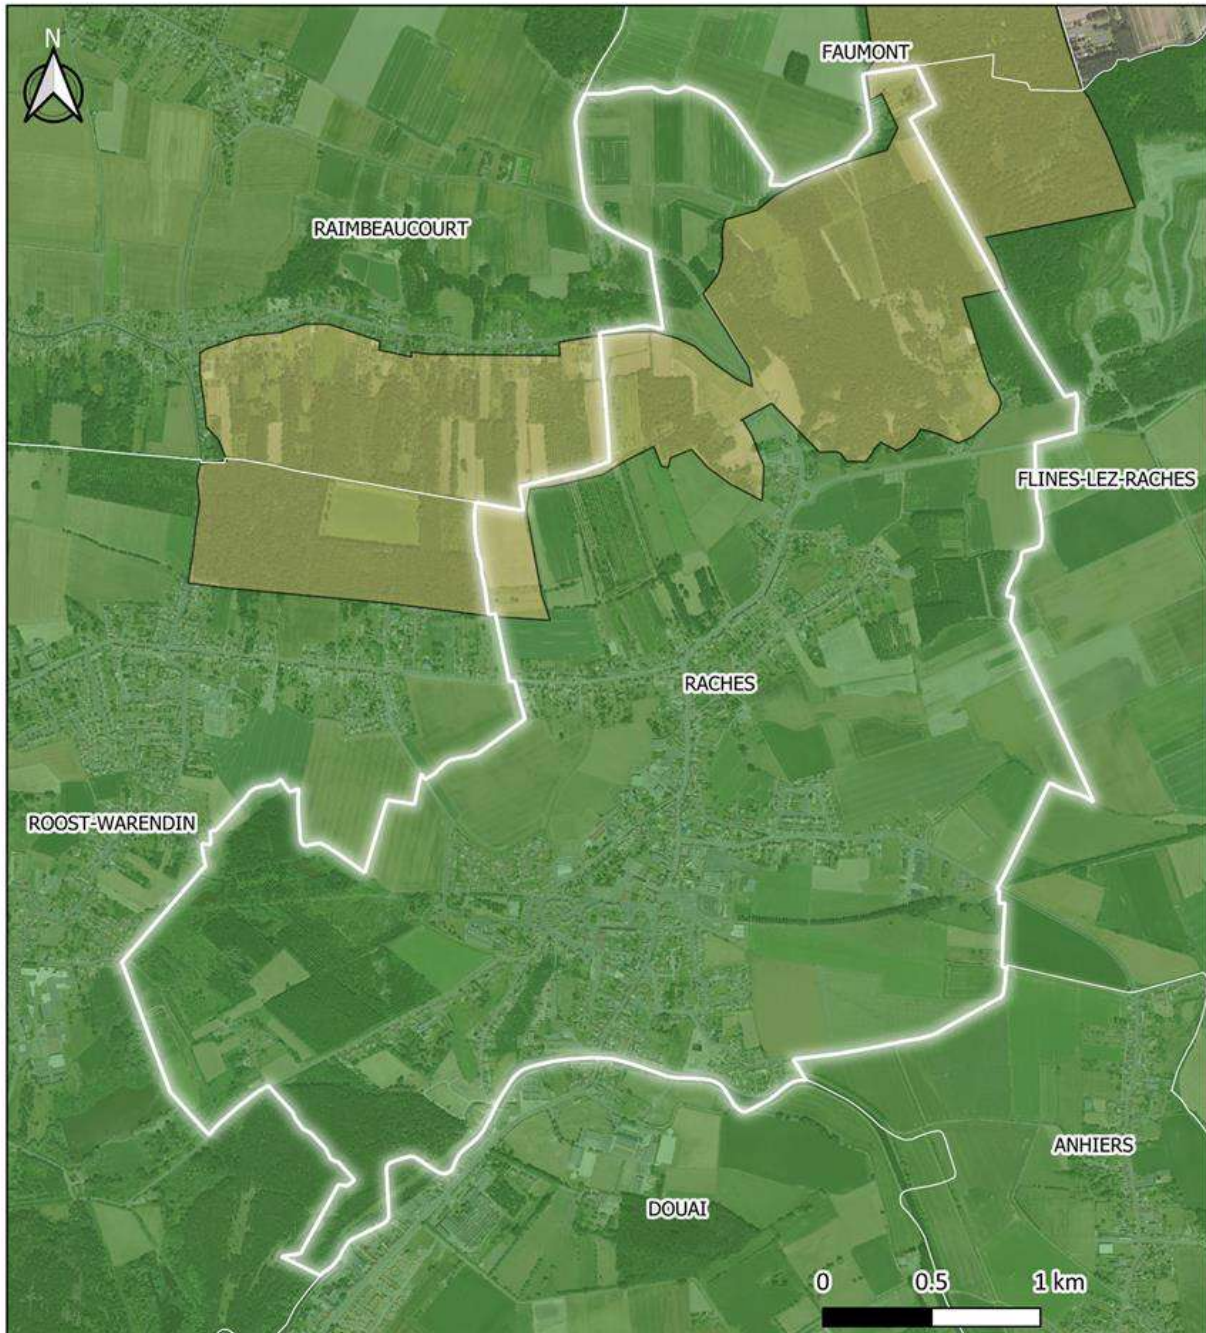 N
FAUMONT
RAIMBEAUCOURT
FLINES-LEZ-RACHES
RACHES
ROOST-WARENDIN
ANHIERS
DOUAI
0 0.5 1 km